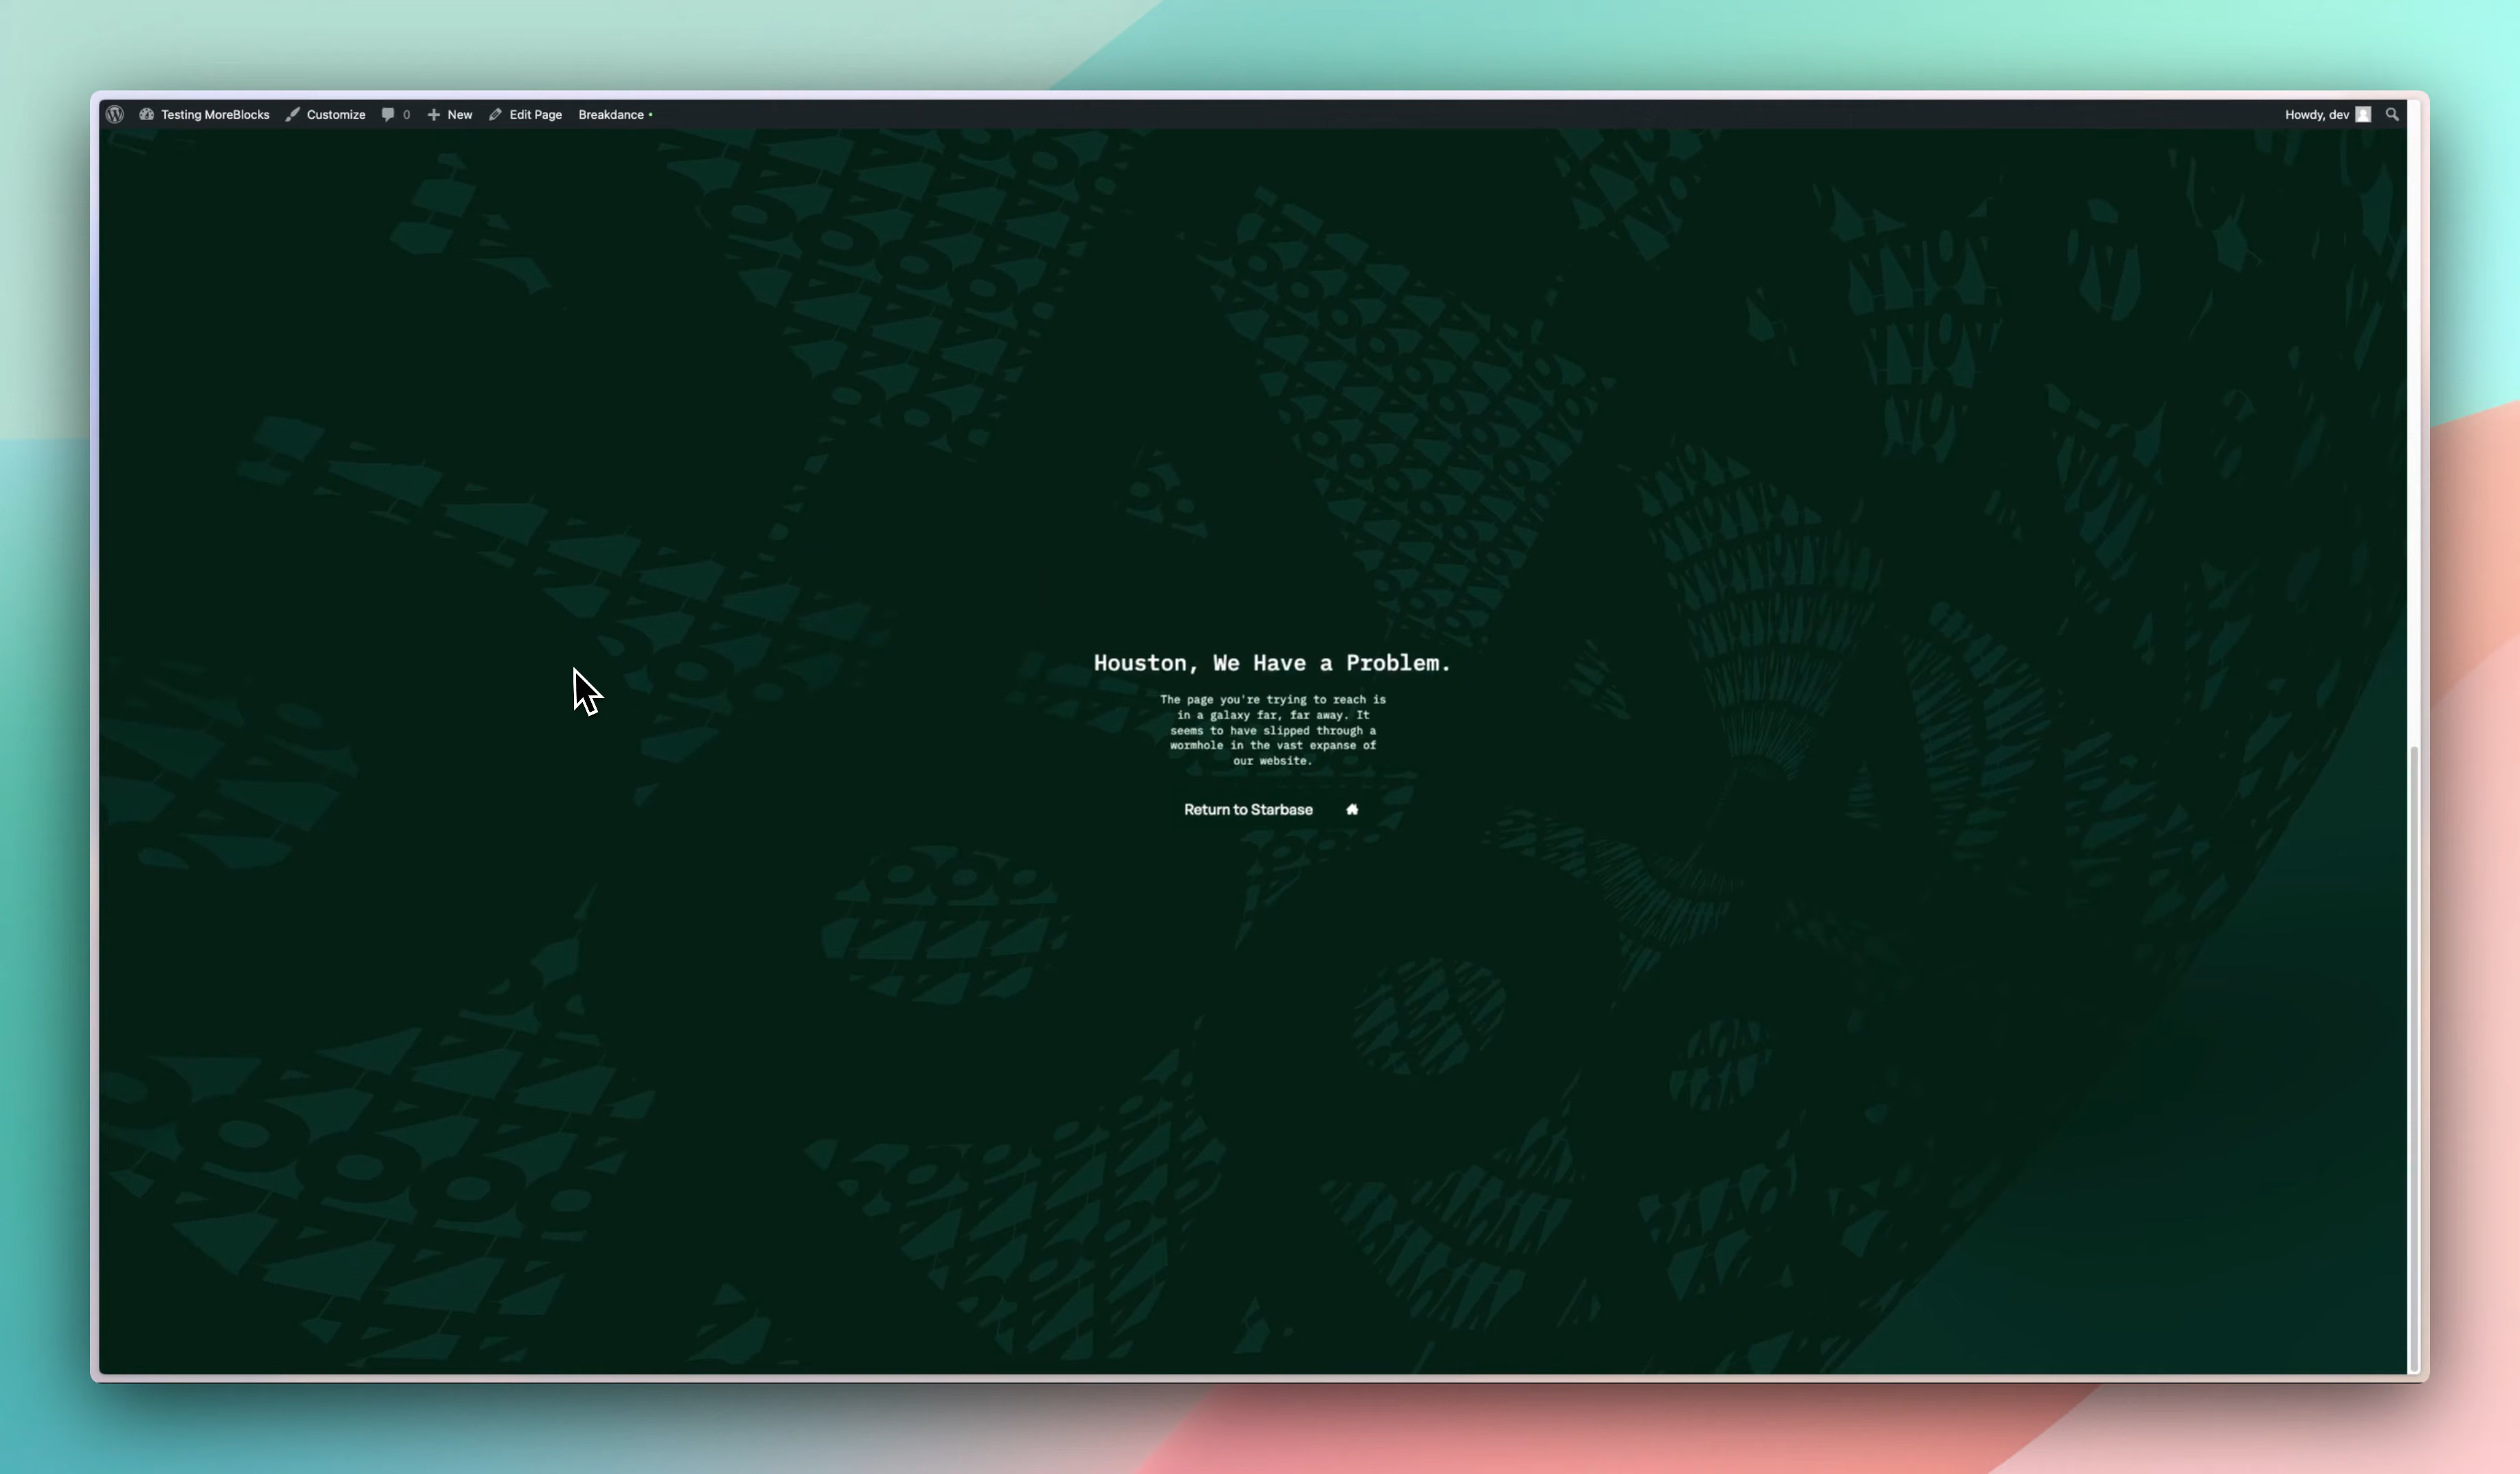 Testing MoreBlocks Customize 0 New Edit Page Breakdance Howdy, dev
Houston, We Have a Problem.
The page you're trying to reach is
in a galaxy far, far away. It
seems to have slipped through a
wormhole in the vast expanse of
our website.
Return to Starbase